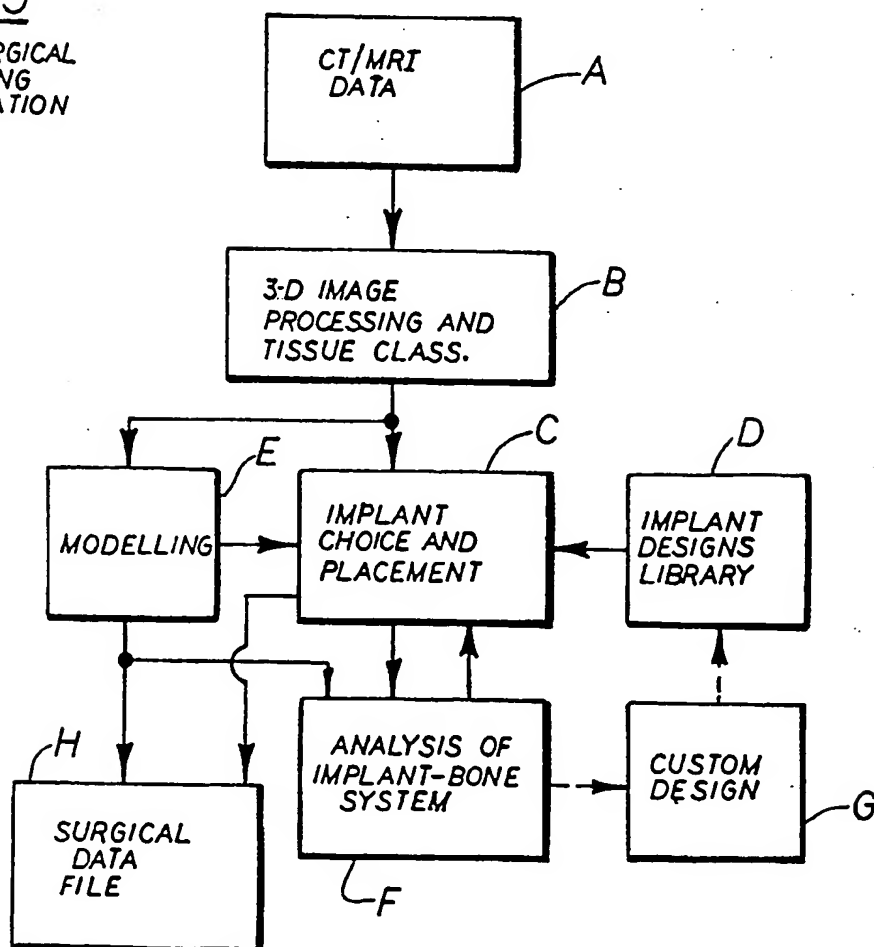 CT/MRI
DATA
A
3-D IMAGE
PROCESSING AND
TISSUE CLASS.
B
E
C
D
MODELLING
IMPLANT
CHOICE AND
PLACEMENT
IMPLANT
DESIGNS
LIBRARY
H
ANALYSIS OF
IMPLANT-BONE
SYSTEM
CUSTOM
DESIGN
G
SURGICAL
DATA
FILE
F